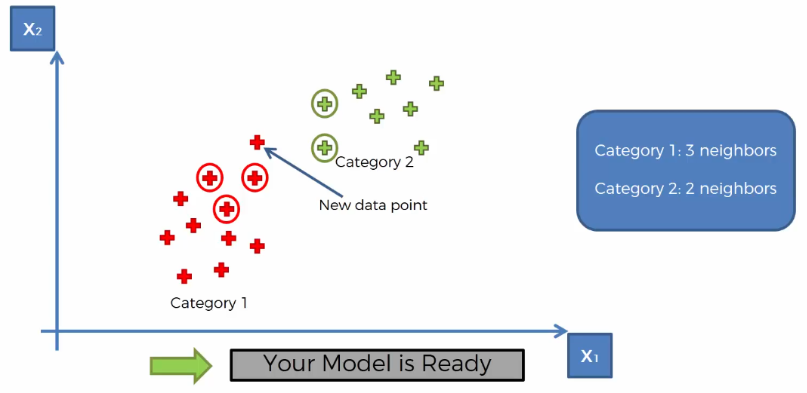 X2
Category 1: 3 neighbors
Category 2
Category 2: 2 neighbors
New data point
Category 1
Your Model is Ready
X1